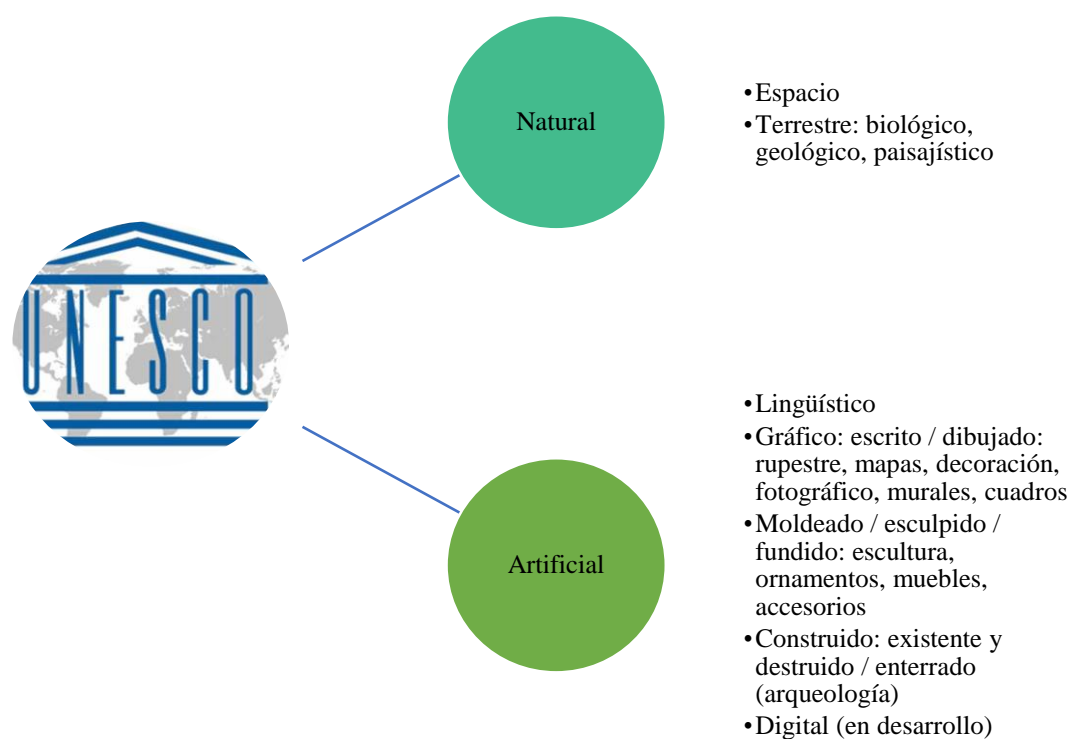 Natural
•Espacio
•Terrestre: biológico,
geológico, paisajístico
UNESCO
Artificial
•Lingüístico
•Gráfico: escrito / dibujado:
rupestre, mapas, decoración,
fotográfico, murales, cuadros
•Moldeado / esculpido /
fundido: escultura,
ornamentos, muebles,
accesorios
•Construido: existente y
destruido / enterrado
(arqueología)
•Digital (en desarrollo)